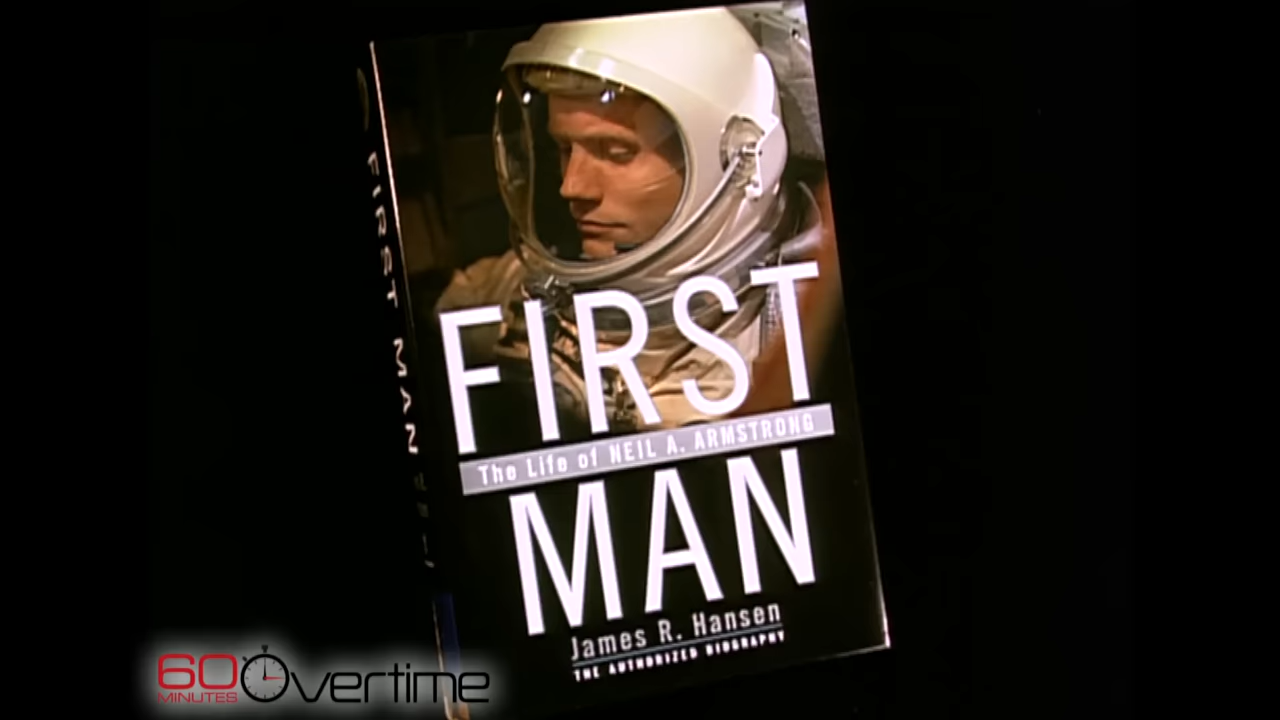 FIRST MAN
FIRST
The Life of NEIL A. ARMSTRONG
MAN
James R. Hansen
THE AUTHORIZED BIOGRAPHY
60 Overtime
MINUTES